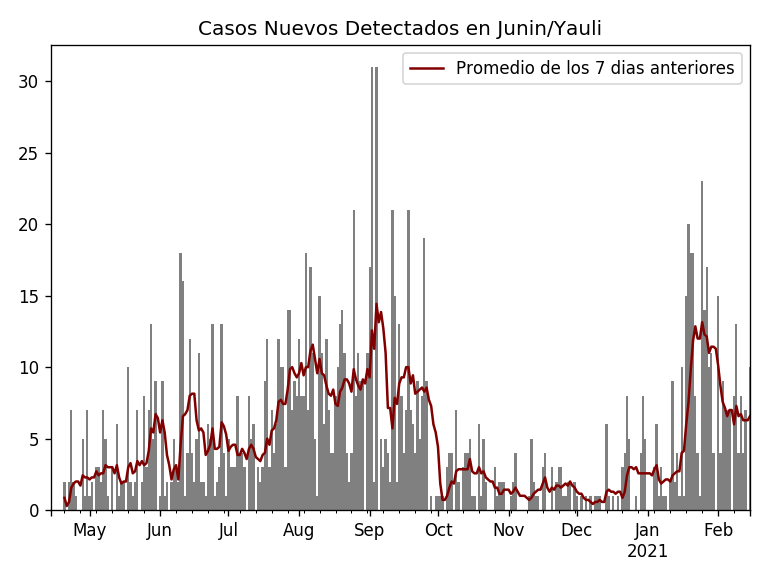 Casos Nuevos Detectados en Junin/Yauli
Promedio de los 7 dias anteriores
30
25
20
15
10
5
0
May Jun Jul Aug Sep Oct Nov Dec Jan Feb
2021